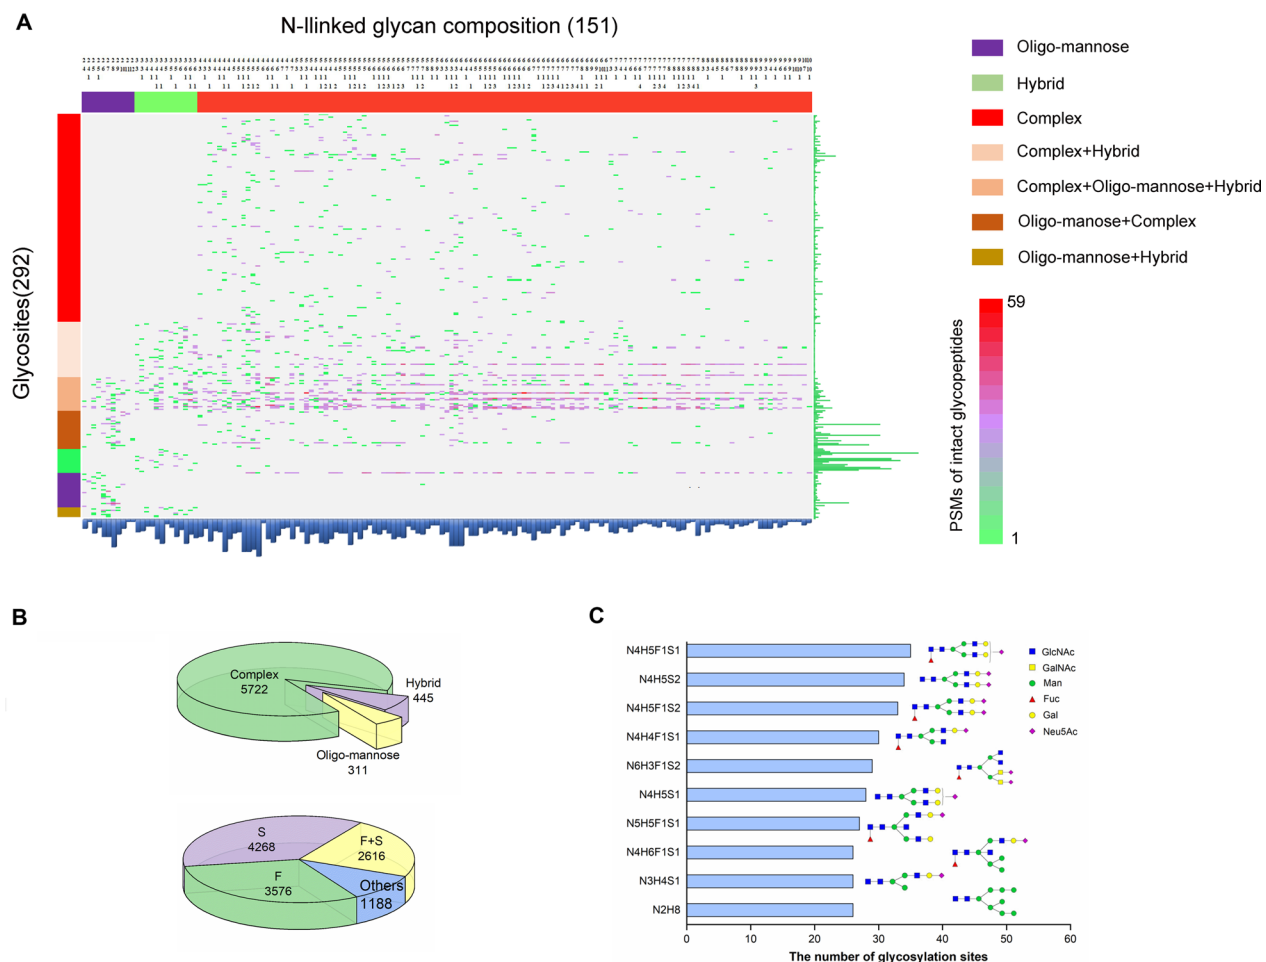 A
N-llinked glycan composition (151)
Glycosites(292)
Oligo-mannose
Hybrid
Complex
Complex+Hybrid
Complex+Oligo-mannose+Hybrid
Oligo-manose+Complex
Oligo-mannose+Hybrid
PSMs of intact glycopeptides
59
1
B
Complex
5722
Hybrid
445
Oligo-mannose
311
S
4268
F+S
2616
F
3576
Others
1188
C
N4H5F1S1
N4H5S2
N4H5F1S2
N4H4F1S1
N6H3F1S2
N4H5S1
N5H5F1S1
N4H6F1S1
N3H4S1
N2H8
GlcNAc
GalNAc
Man
Fuc
Gal
Neu5Ac
0 10 20 30 40 50 60
The number of glycosylation sites